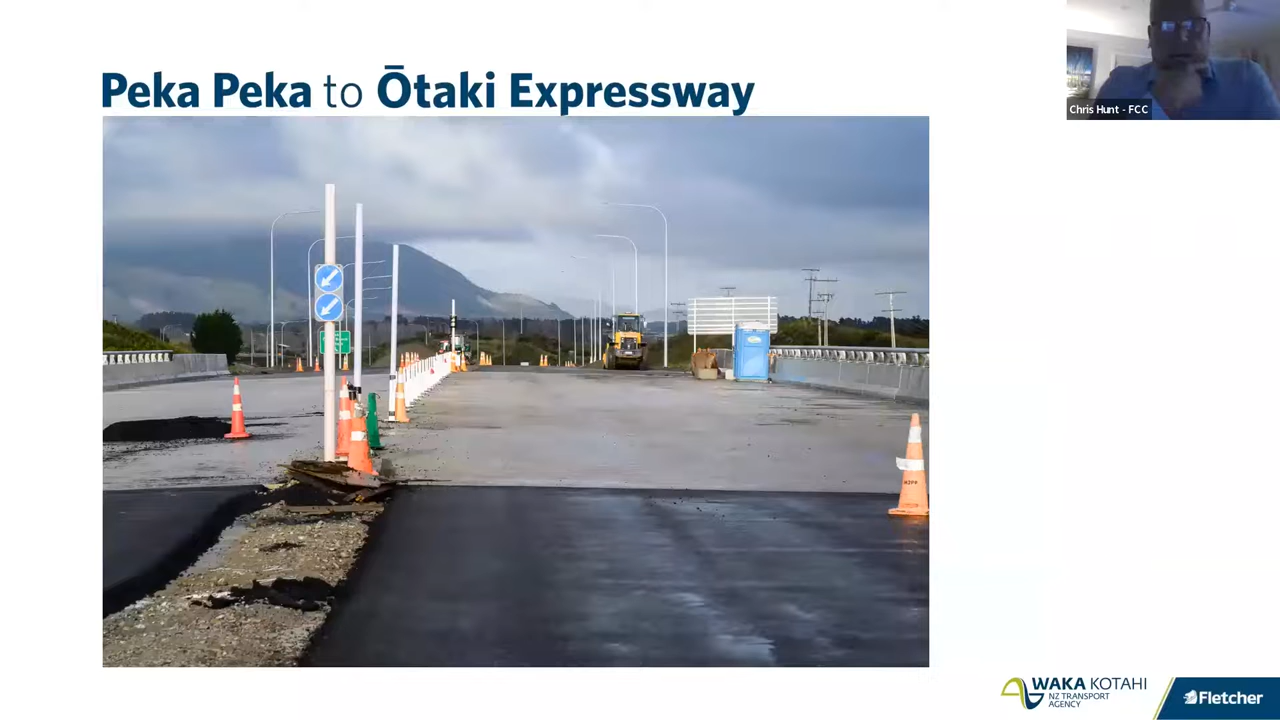 Peka Peka to Ōtaki Expressway
Chris Hunt - FCC
WAKA KOTAHI
NZ TRANSPORT
AGENCY
Fletcher